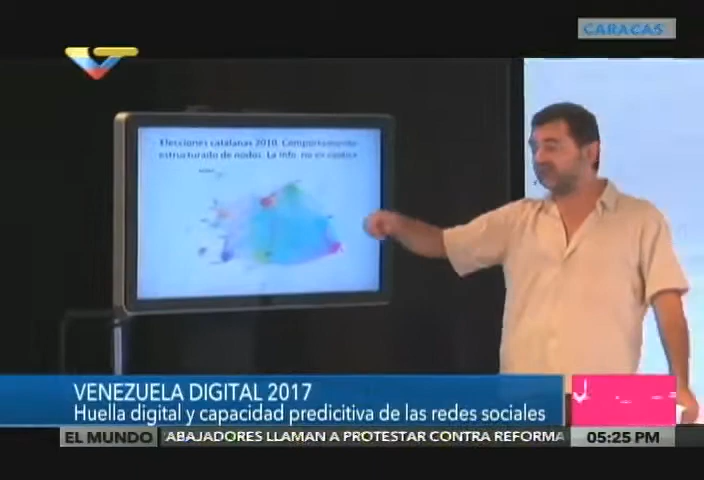 CARACAS
Elecciones catalanas 2010. Comportamiento
estructurado de nodos. La info. no es caótica
VENEZUELA DIGITAL 2017
Huella digital y capacidad predicitiva de las redes sociales
EL MUNDO ABAJADORES LLAMAN A PROTESTAR CONTRA REFORMA 05:25 PM